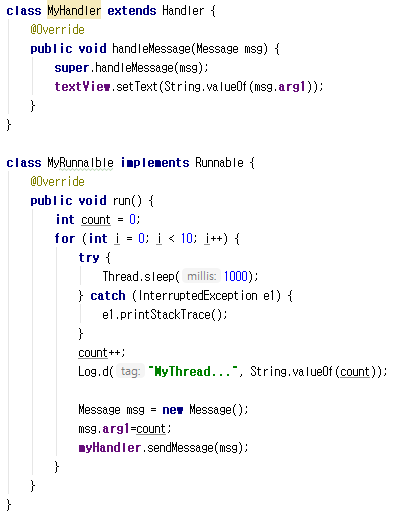 class MyHandler extends Handler {
    @Override
    public void handleMessage(Message msg) {
        super.handleMessage(msg);
        textView.setText(String.valueOf(msg.arg1));
    }
}

class MyRunnalble implements Runnable {
    @Override
    public void run() {
        int count = 0;
        for (int i = 0; i < 10; i++) {
            try {
                Thread.sleep( millis: 1000);
            } catch (InterruptedException e1) {
                e1.printStackTrace();
            }
            count++;
            Log.d( tag: "MyThread...", String.valueOf(count));

            Message msg = new Message();
            msg.arg1=count;
            myHandler.sendMessage(msg);
        }
    }
}